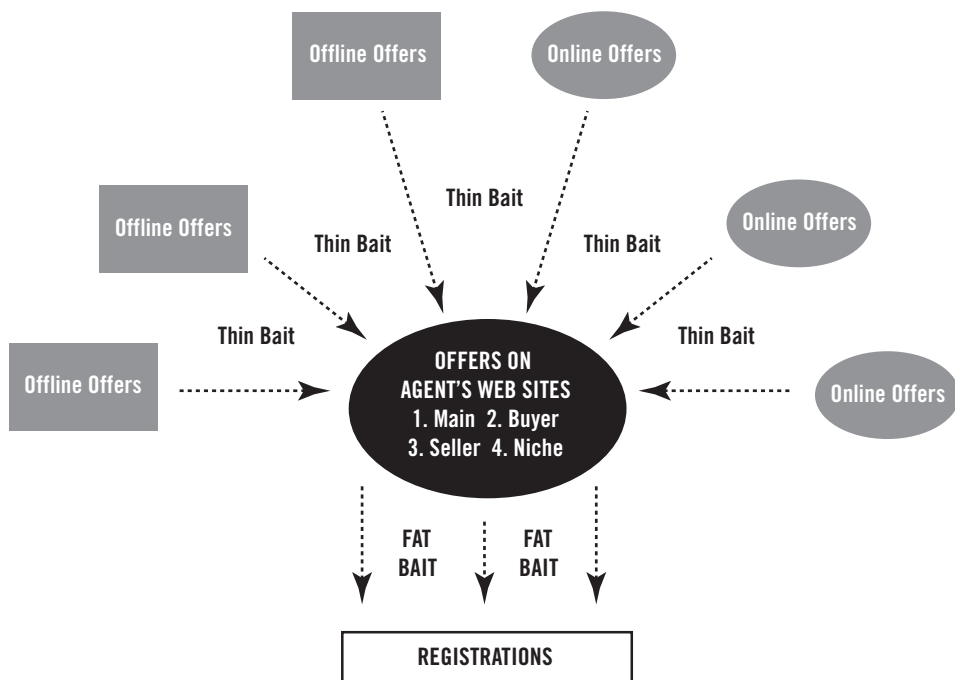 Offline Offers
Online Offers
Thin Bait
Offline Offers
Online Offers
Thin Bait
Thin Bait
Thin Bait
Thin Bait
Offline Offers
Online Offers
OFFERS ON
AGENT'S WEB SITES
1. Main 2. Buyer
3. Seller 4. Niche
FAT
BAIT
FAT
BAIT
REGISTRATIONS